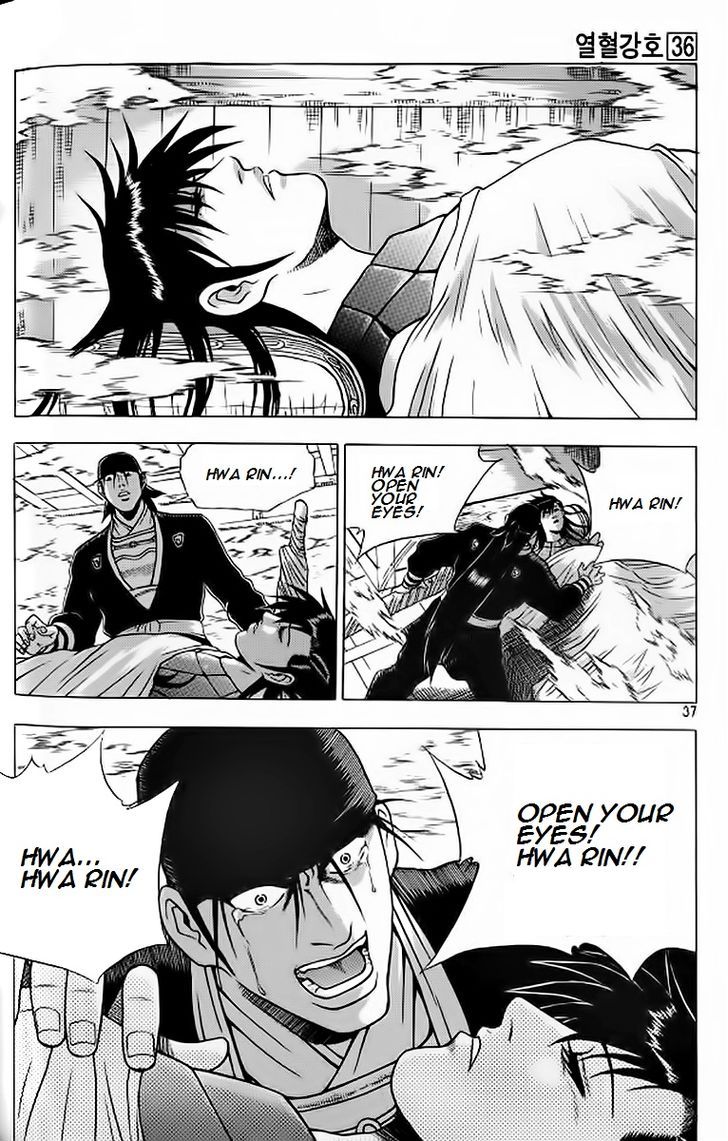 열혈강호 36
HWA RIN...!
HWA RIN!
OPEN
YOUR
EYES!
HWA RIN!
37
HWA...
HWA RIN!
OPEN YOUR
EYES!
HWA RIN!!